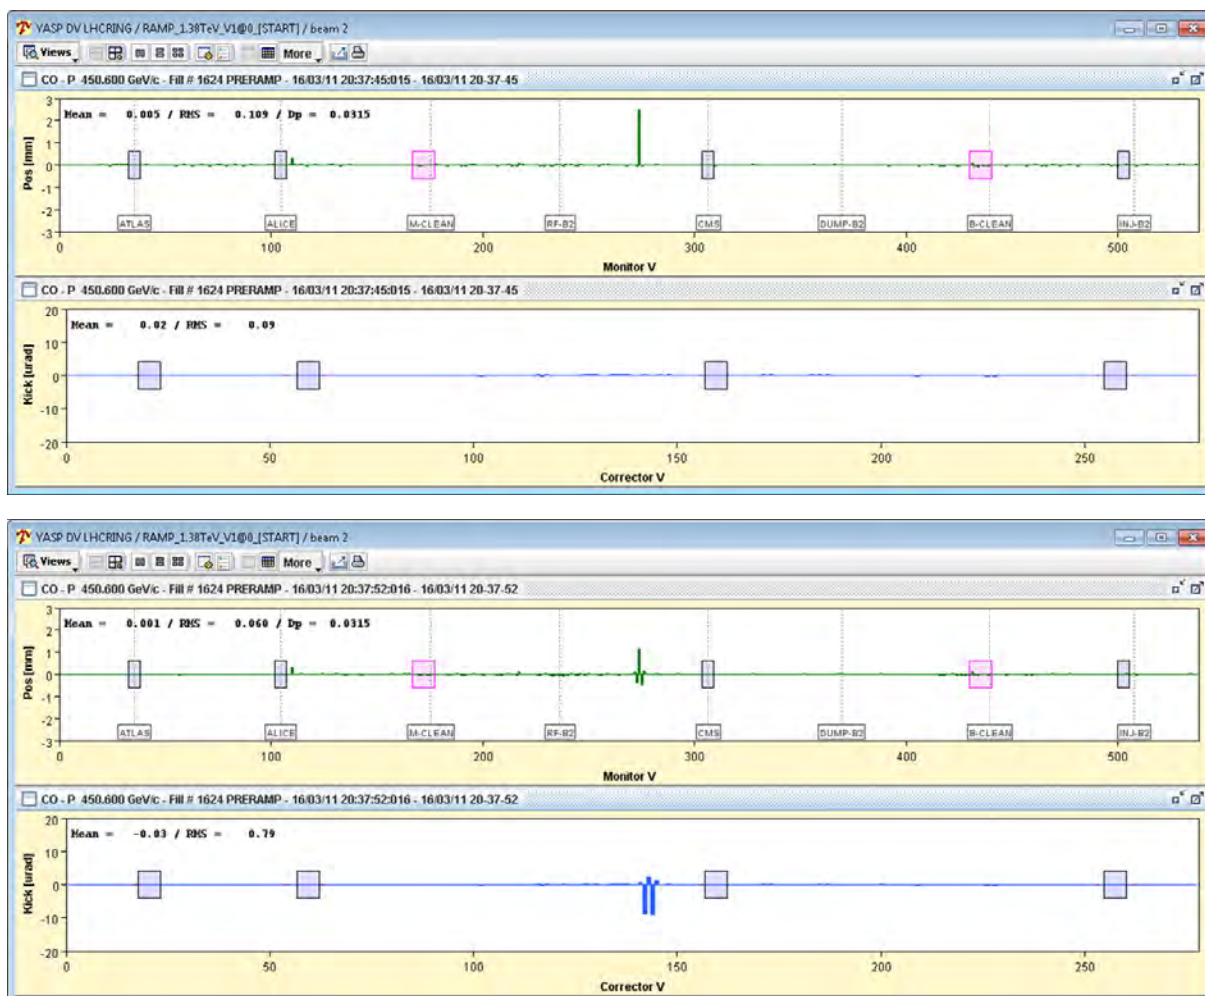 YASP DV LHCRING / RAMP_1.38TeV_V1@0_[START] / beam 2
Views More
CO - P 450.600 GeV/c - Fill # 1624 PRERAMP - 16/03/11 20:37:45:015 - 16/03/11 20-37-45
Mean = 0.005 / RMS = 0.109 / Dp = 0.0315
Pos [mm]
3
2
1
0
-1
-2
-3
ATLAS ALICE M-CLEAN RF-B2 CMS DUMP-B2 B-CLEAN INJ-B2
0 100 200 300 400 500
Monitor V
CO - P 450.600 GeV/c - Fill # 1624 PRERAMP - 16/03/11 20:37:45:015 - 16/03/11 20-37-45
Mean = 0.02 / RMS = 0.09
Kick [urad]
20
10
0
-10
-20
0 50 100 150 200 250
Corrector V
YASP DV LHCRING / RAMP_1.38TeV_V1@0_[START] / beam 2
Views More
CO - P 450.600 GeV/c - Fill # 1624 PRERAMP - 16/03/11 20:37:52:016 - 16/03/11 20-37-52
Mean = 0.001 / RMS = 0.060 / Dp = 0.0315
Pos [mm]
3
2
1
0
-1
-2
-3
ATLAS ALICE M-CLEAN RF-B2 CMS DUMP-B2 B-CLEAN INJ-B2
0 100 200 300 400 500
Monitor V
CO - P 450.600 GeV/c - Fill # 1624 PRERAMP - 16/03/11 20:37:52:016 - 16/03/11 20-37-52
Mean = -0.03 / RMS = 0.79
Kick [urad]
20
10
0
-10
-20
0 50 100 150 200 250
Corrector V